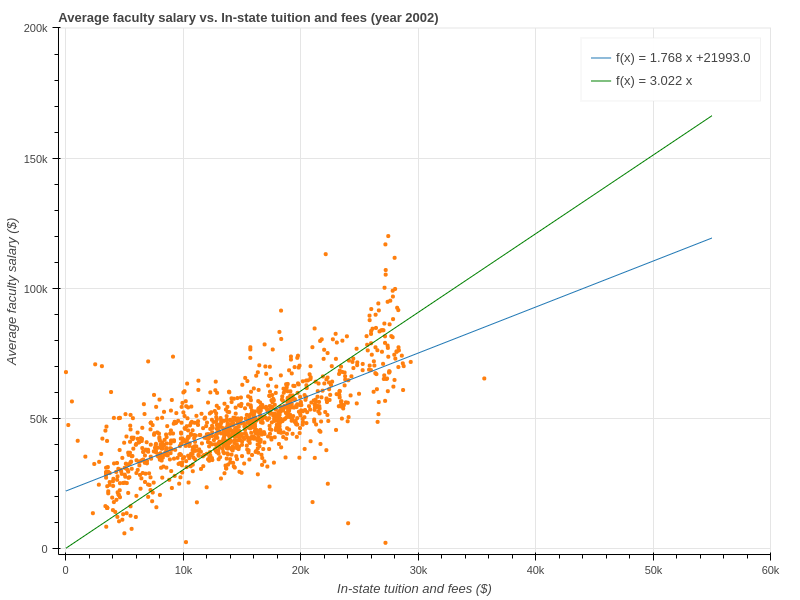 Average faculty salary vs. In-state tuition and fees (year 2002)
200k
f(x) = 1.768 x +21993.0
f(x) = 3.022 x
150k
100k
50k
0
Average faculty salary ($)
0 10k 20k 30k 40k 50k 60k
In-state tuition and fees ($)